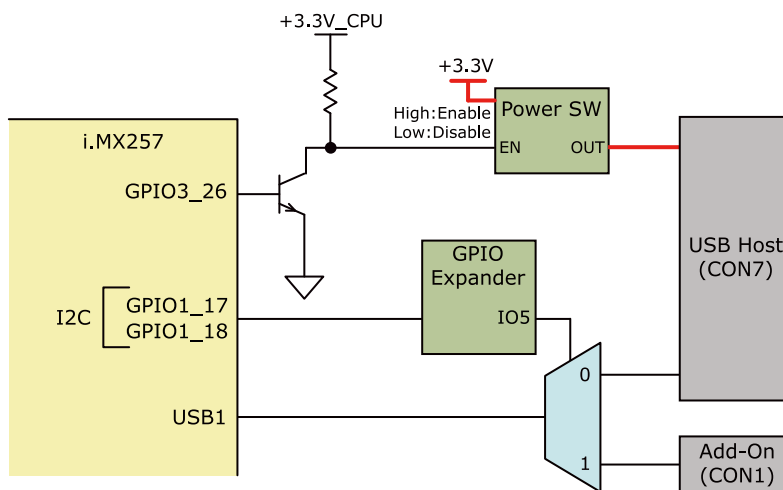 +3.3V_CPU
+3.3V
High:Enable
Low:Disable
Power SW
EN
OUT
i.MX257
GPIO3_26
I2C
GPIO1_17
GPIO1_18
USB1
GPIO
Expander
IO5
0
1
USB Host
(CON7)
Add-On
(CON1)